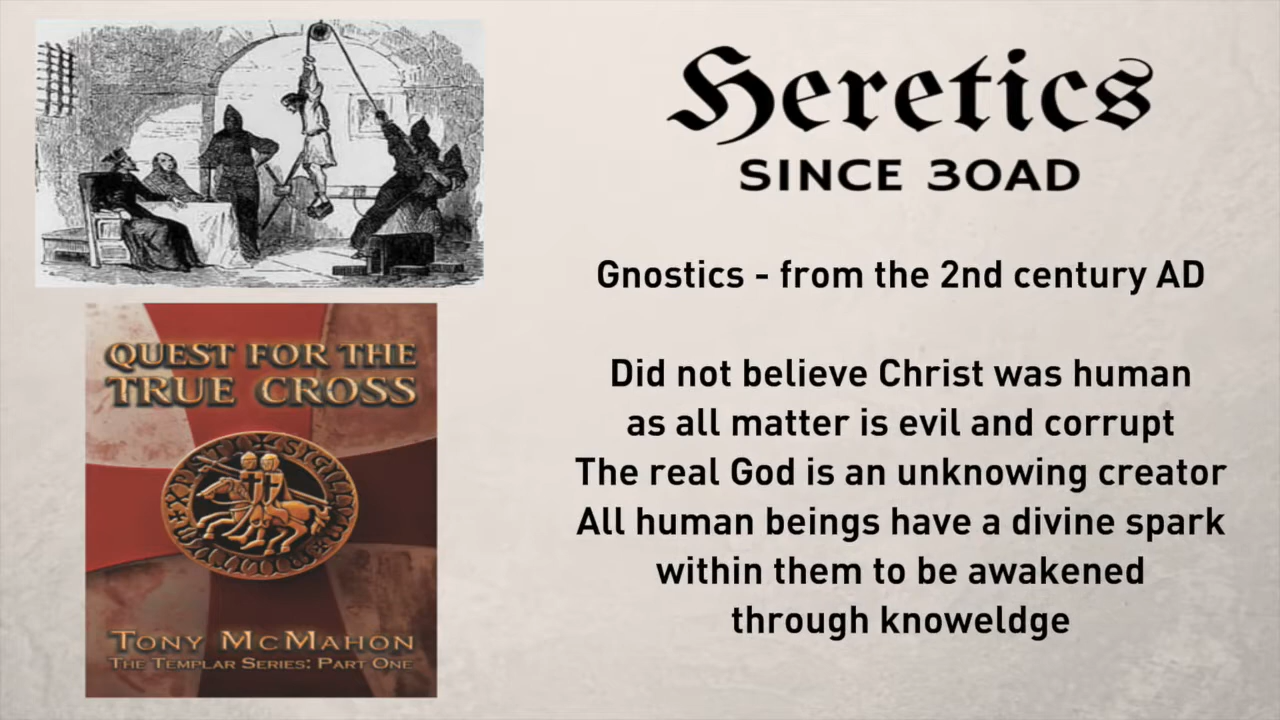 Heretics
SINCE 30AD
Gnostics - from the 2nd century AD
Did not believe Christ was human
as all matter is evil and corrupt
The real God is an unknowing creator
All human beings have a divine spark
within them to be awakened
through knoweldge
QUEST FOR THE
TRUE CROSS
TONY MCMAHON
THE TEMPLAR SERIES: PART ONE